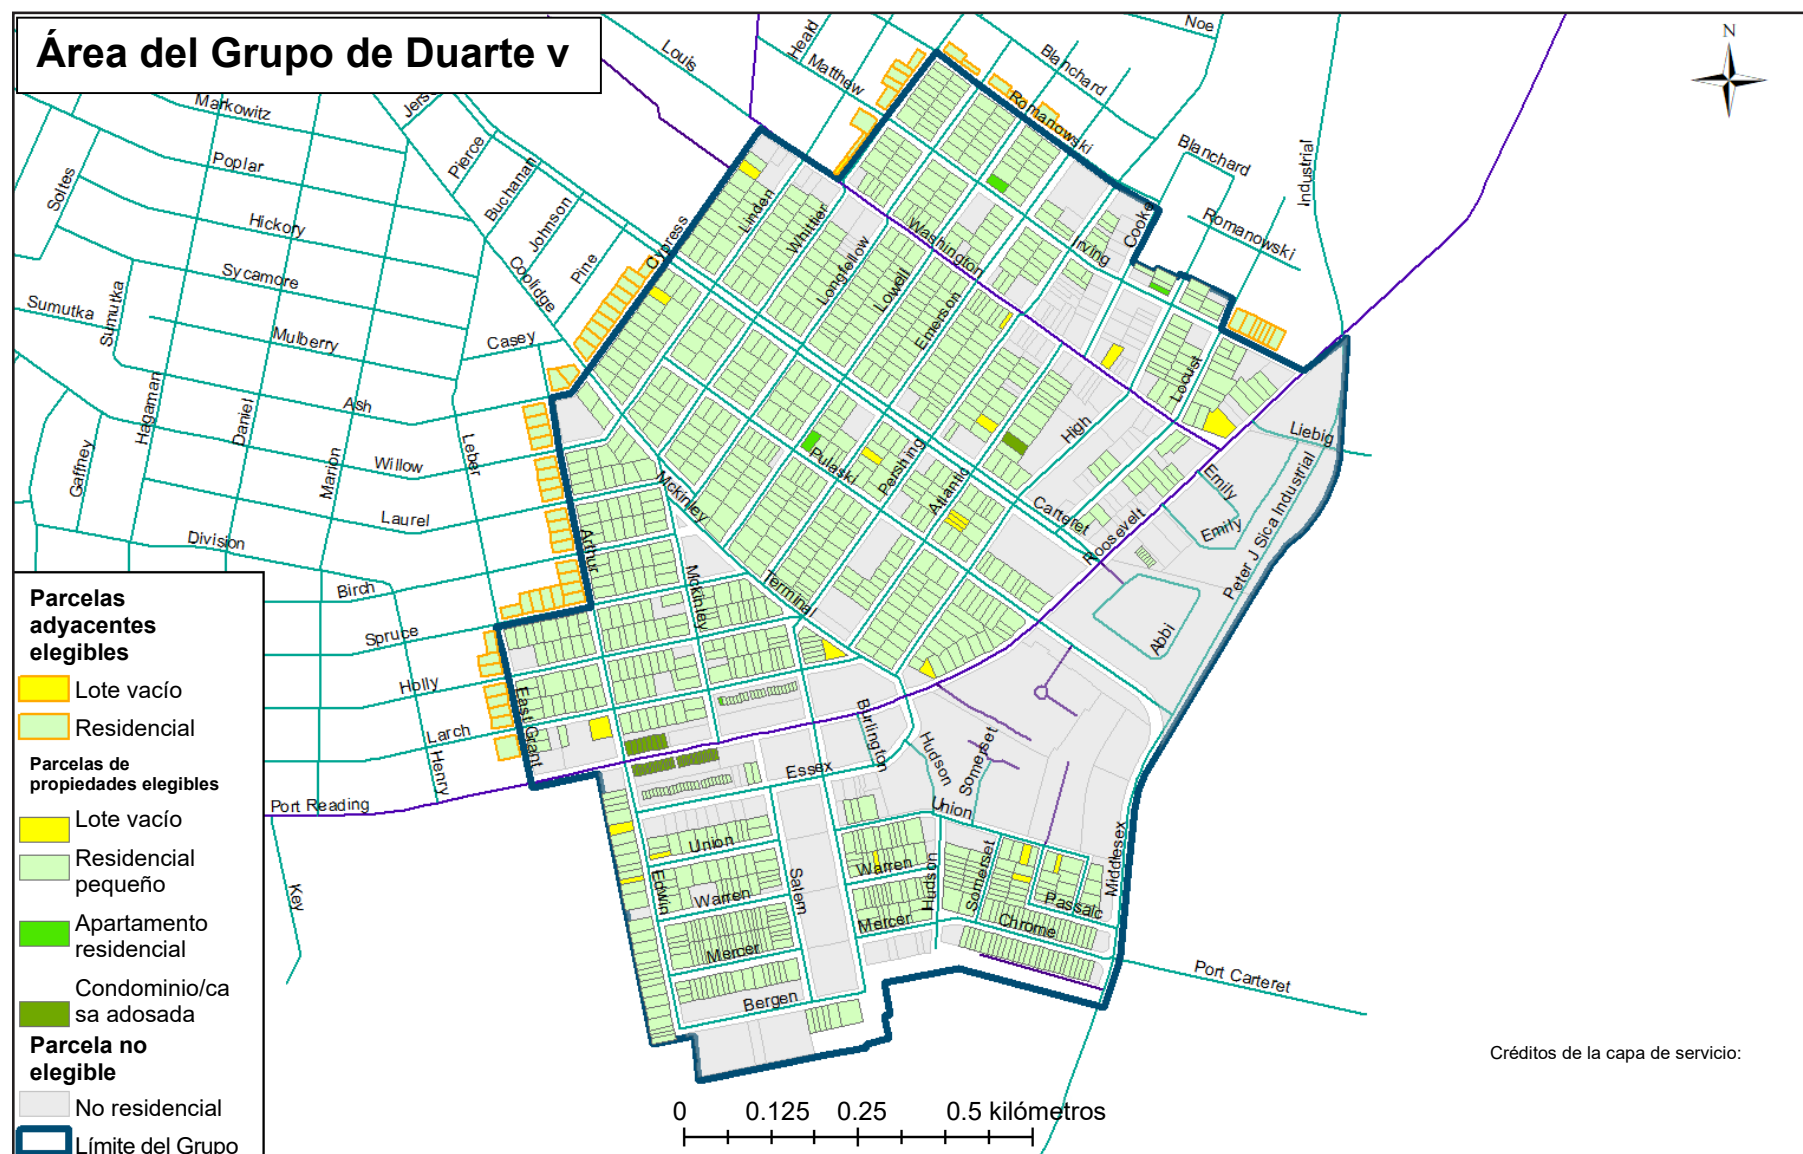 Área del Grupo de Duarte v
N
Noe
Heald
Louis
Matthew
Blanchard
Romanowski
Markowitz
Pierce
Buchanan
Poplar
Soltes
Johnson
Hickory
Coolidge
Pine
Cypress
Linden
Whittier
Longfellow
Lowell
Washington
Emerson
Irving
Cooke
Blanchard
Romanowski
Industrial
Sycamore
Sumutka
Sumutka
Mulberry
Casey
Hagaman
Daniel
Ash
Marion
Leber
Gaffney
Willow
Laurel
Division
Birch
Spruce
Holly
Larch
Henry
Port Reading
Key
Arthur
Mckinley
Mckinley
Terminal
Pulaski
Pershing
Atlantic
High
Locust
Carteret
Roosevelt
Emily
Emily
Liebig
Peter J Sica Industrial
Abbi
East Grant
Burlington
Essex
Hudson
Somerset
Union
Union
Warren
Warren
Edwin
Salem
Mercer
Mercer
Hudson
Somerset
Passaic
Chrome
Middlesex
Bergen
Port Carteret
Parcelas
adyacentes
elegibles
Lote vacío
Residencial
Parcelas de
propiedades elegibles
Lote vacío
Residencial
pequeño
Apartamento
residencial
Condominio/ca
sa adosada
Parcela no
elegible
No residencial
Límite del Grupo
0 0.125 0.25 0.5 kilómetros
Créditos de la capa de servicio: